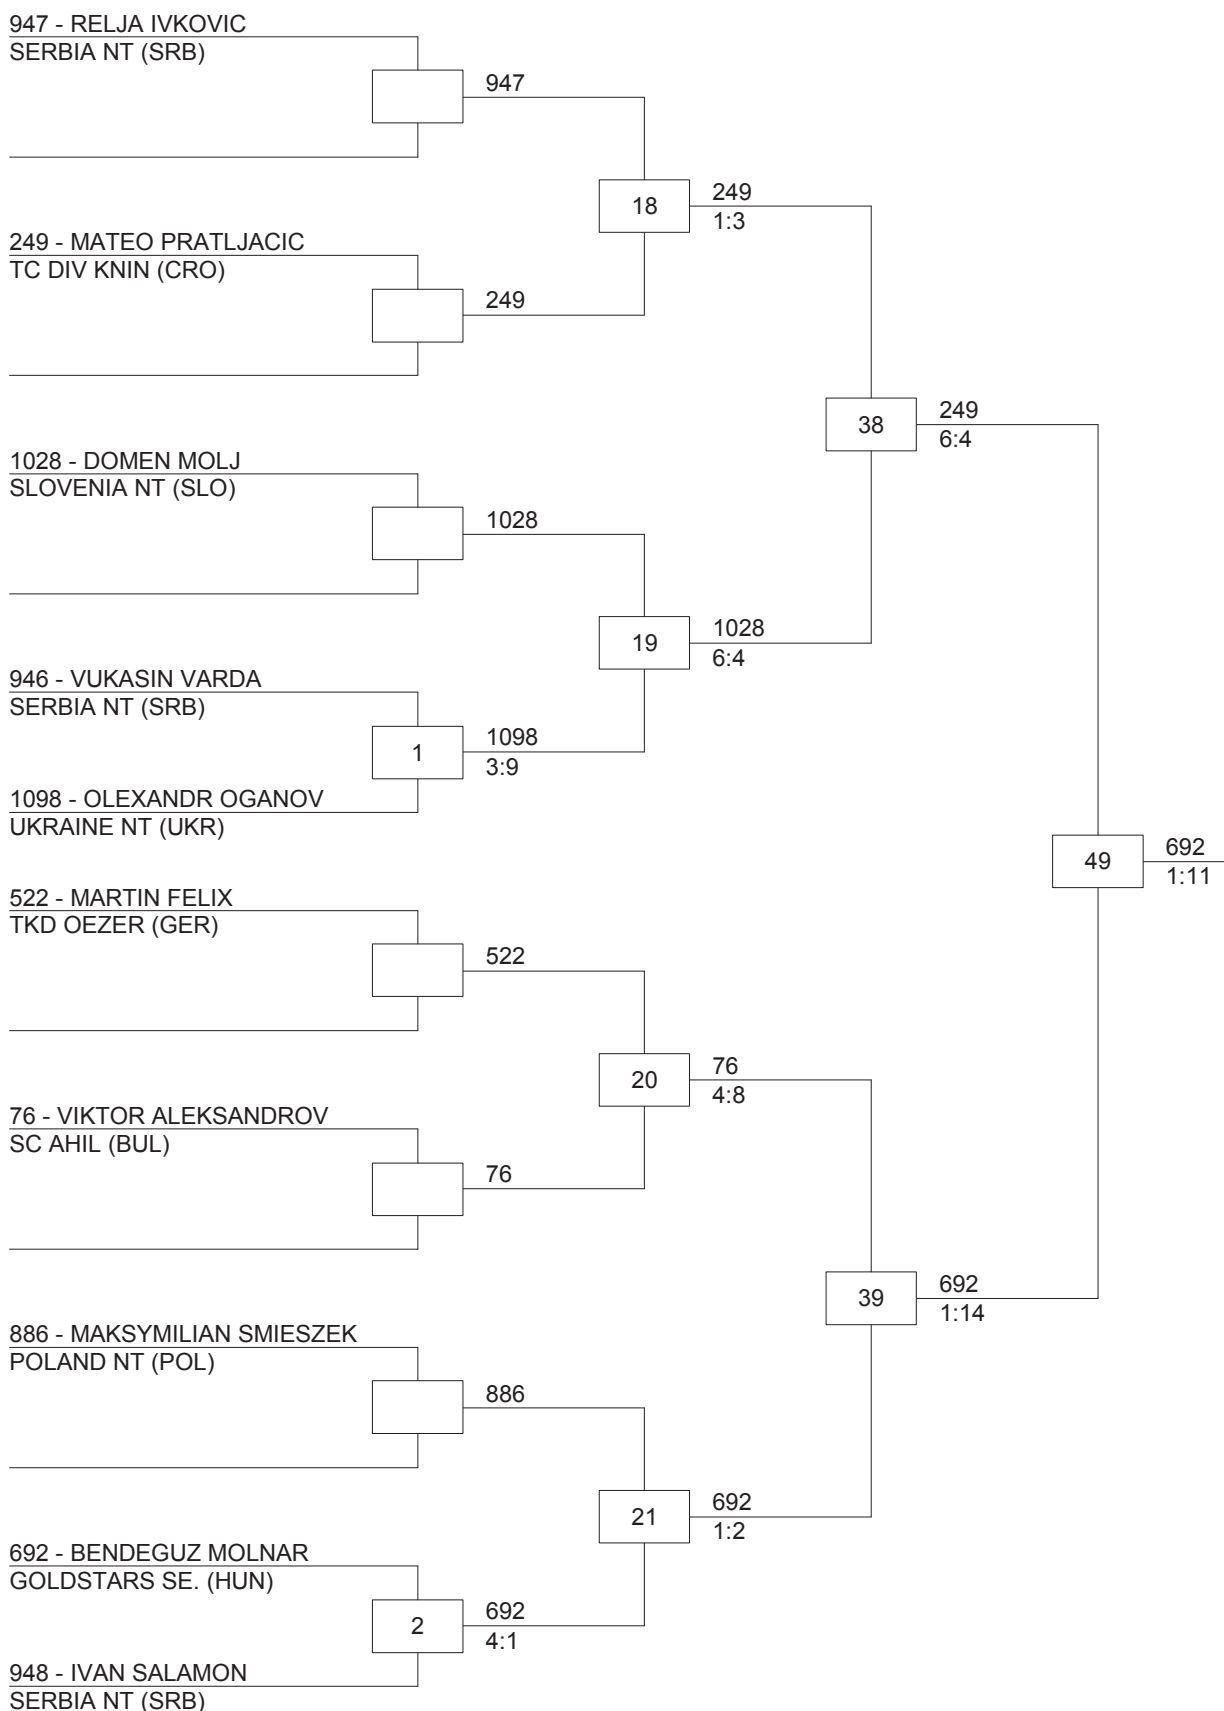 947 - RELJA IVKOVIC
SERBIA NT (SRB)
947
18
249
1:3
249 - MATEO PRATLJACIC
TC DIV KNIN (CRO)
249
38
249
6:4
1028 - DOMEN MOLJ
SLOVENIA NT (SLO)
1028
19
1028
6:4
946 - VUKASIN VARDA
SERBIA NT (SRB)
1
1098
3:9
1098 - OLEXANDR OGANOV
UKRAINE NT (UKR)
49
692
1:11
522 - MARTIN FELIX
TKD OEZER (GER)
522
20
76
4:8
76 - VIKTOR ALEKSANDROV
SC AHIL (BUL)
76
39
692
1:14
886 - MAKSYMILIAN SMIESZEK
POLAND NT (POL)
886
21
692
1:2
692 - BENDEGUZ MOLNAR
GOLDSTARS SE. (HUN)
2
692
4:1
948 - IVAN SALAMON
SERBIA NT (SRB)